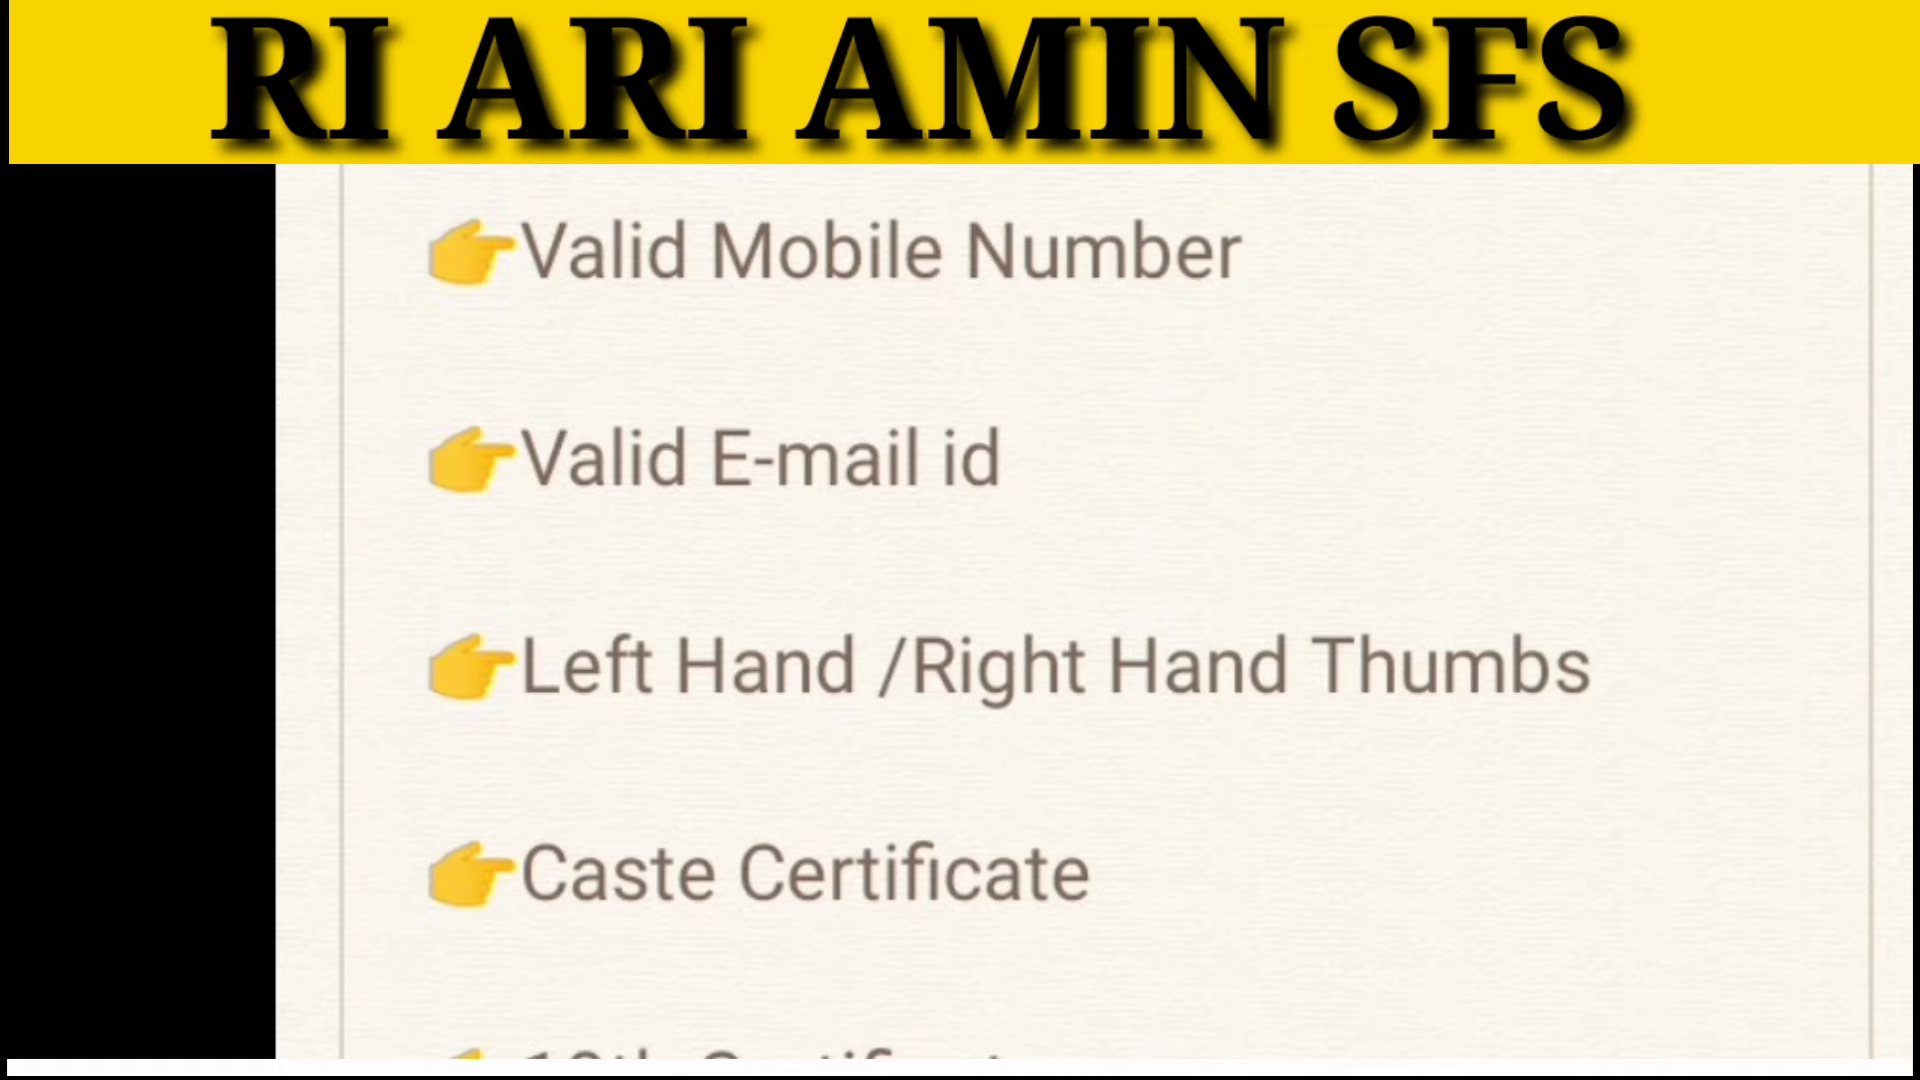 RI ARI AMIN SFS
👉Valid Mobile Number
👉Valid E-mail id
👉Left Hand /Right Hand Thumbs
👉Caste Certificate